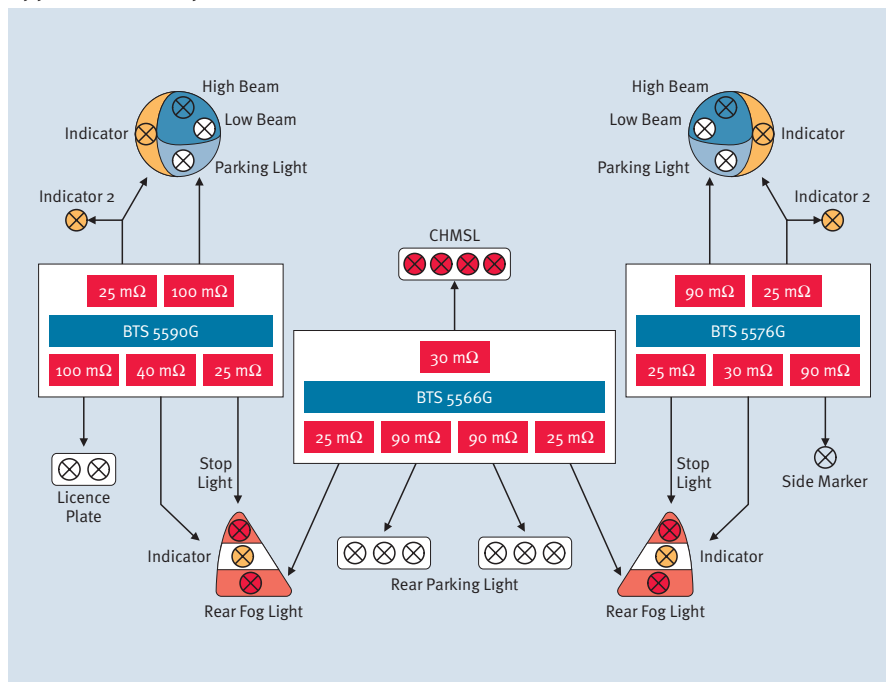 High Beam
Low Beam
Indicator
Parking Light
Indicator 2
High Beam
Low Beam
Indicator
Parking Light
Indicator 2
CHMSL
25 mΩ 100 mΩ
BTS 5590G
100 mΩ 40 mΩ 25 mΩ
30 mΩ
BTS 5566G
25 mΩ 90 mΩ 90 mΩ 25 mΩ
90 mΩ 25 mΩ
BTS 5576G
25 mΩ 30 mΩ 90 mΩ
Licence
Plate
Stop
Light
Indicator
Rear Fog Light
Rear Parking Light
Stop
Light
Side Marker
Indicator
Rear Fog Light